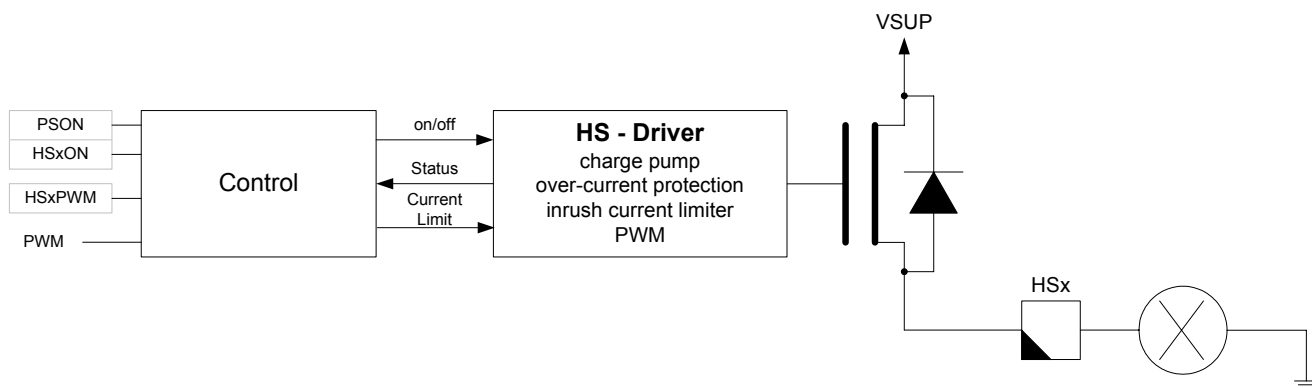 VSUP
PSON
HSxON
HSxPWM
PWM
Control
on/off
Status
Current
Limit
HS - Driver
charge pump
over-current protection
inrush current limiter
PWM
HSx